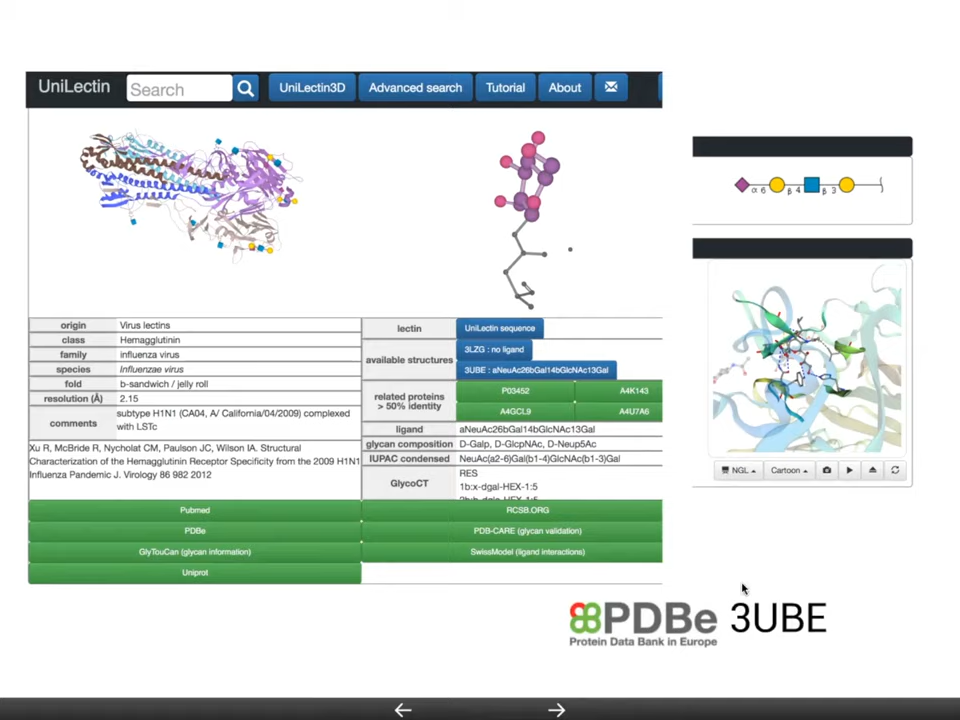 UniLectin
Search
UniLectin3D
Advanced search
Tutorial
About
α 6 β 4 β 3
origin Virus lectins
class Hemagglutinin
family influenza virus
species Influenzae virus
fold b-sandwich / jelly roll
resolution (Å) 2.15
comments subtype H1N1 (CA04, A/ California/04/2009) complexed
with LSTc
Xu R, McBride R, Nycholat CM, Paulson JC, Wilson IA. Structural
Characterization of the Hemagglutinin Receptor Specificity from the 2009 H1N1
Influenza Pandemic J. Virology 86 982 2012
lectin UniLectin sequence
available structures
3LZG : no ligand
3UBE : aNeuAc26bGal14bGlcNAc13Gal
related proteins
> 50% identity
P03452 A4K143
A4GCL9 A4U7A6
ligand aNeuAc26bGal14bGlcNAc13Gal
glycan composition D-Galp, D-GlcpNAc, D-Neup5Ac
IUPAC condensed NeuAc(a2-6)Gal(b1-4)GlcNAc(b1-3)Gal
GlycoCT RES
1b:x-dgal-HEX-1:5
NGL
Cartoon
Pubmed
RCSB.ORG
PDBe
PDB-CARE (glycan validation)
GlyTouCan (glycan information)
SwissModel (ligand interactions)
Uniprot
PDBe
Protein Data Bank in Europe
3UBE